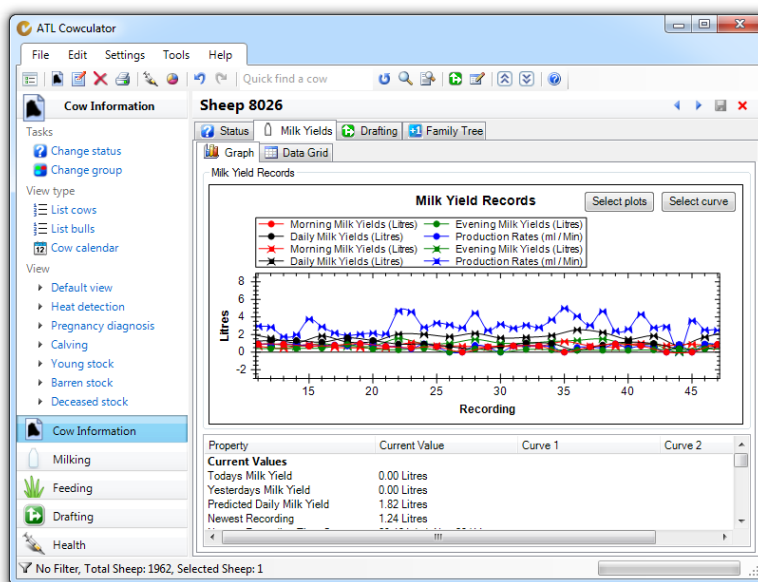 ATL Cowculator
File Edit Settings Tools Help
Quick find a cow
Cow Information
Tasks
Change status
Change group
View type
List cows
List bulls
12 Cow calendar
View
Default view
Heat detection
Pregnancy diagnosis
Calving
Young stock
Barren stock
Deceased stock
Cow Information
Milking
Feeding
Drafting
Health
Sheep 8026
Status Milk Yields Drafting +1 Family Tree
Graph Data Grid
Milk Yield Records
Milk Yield Records Select plots Select curve
Morning Milk Yields (Litres) Evening Milk Yields (Litres)
Daily Milk Yields (Litres) Production Rates (ml / Min)
Morning Milk Yields (Litres) Evening Milk Yields (Litres)
Daily Milk Yields (Litres) Production Rates (ml / Min)
8
6
4
2
0
-2
Litres
15 20 25 30 35 40 45
Recording
Property Current Value Curve 1 Curve 2
Current Values
Todays Milk Yield 0.00 Litres
Yesterdays Milk Yield 0.00 Litres
Predicted Daily Milk Yield 1.82 Litres
Newest Recording 1.24 Litres
No Filter, Total Sheep: 1962, Selected Sheep: 1